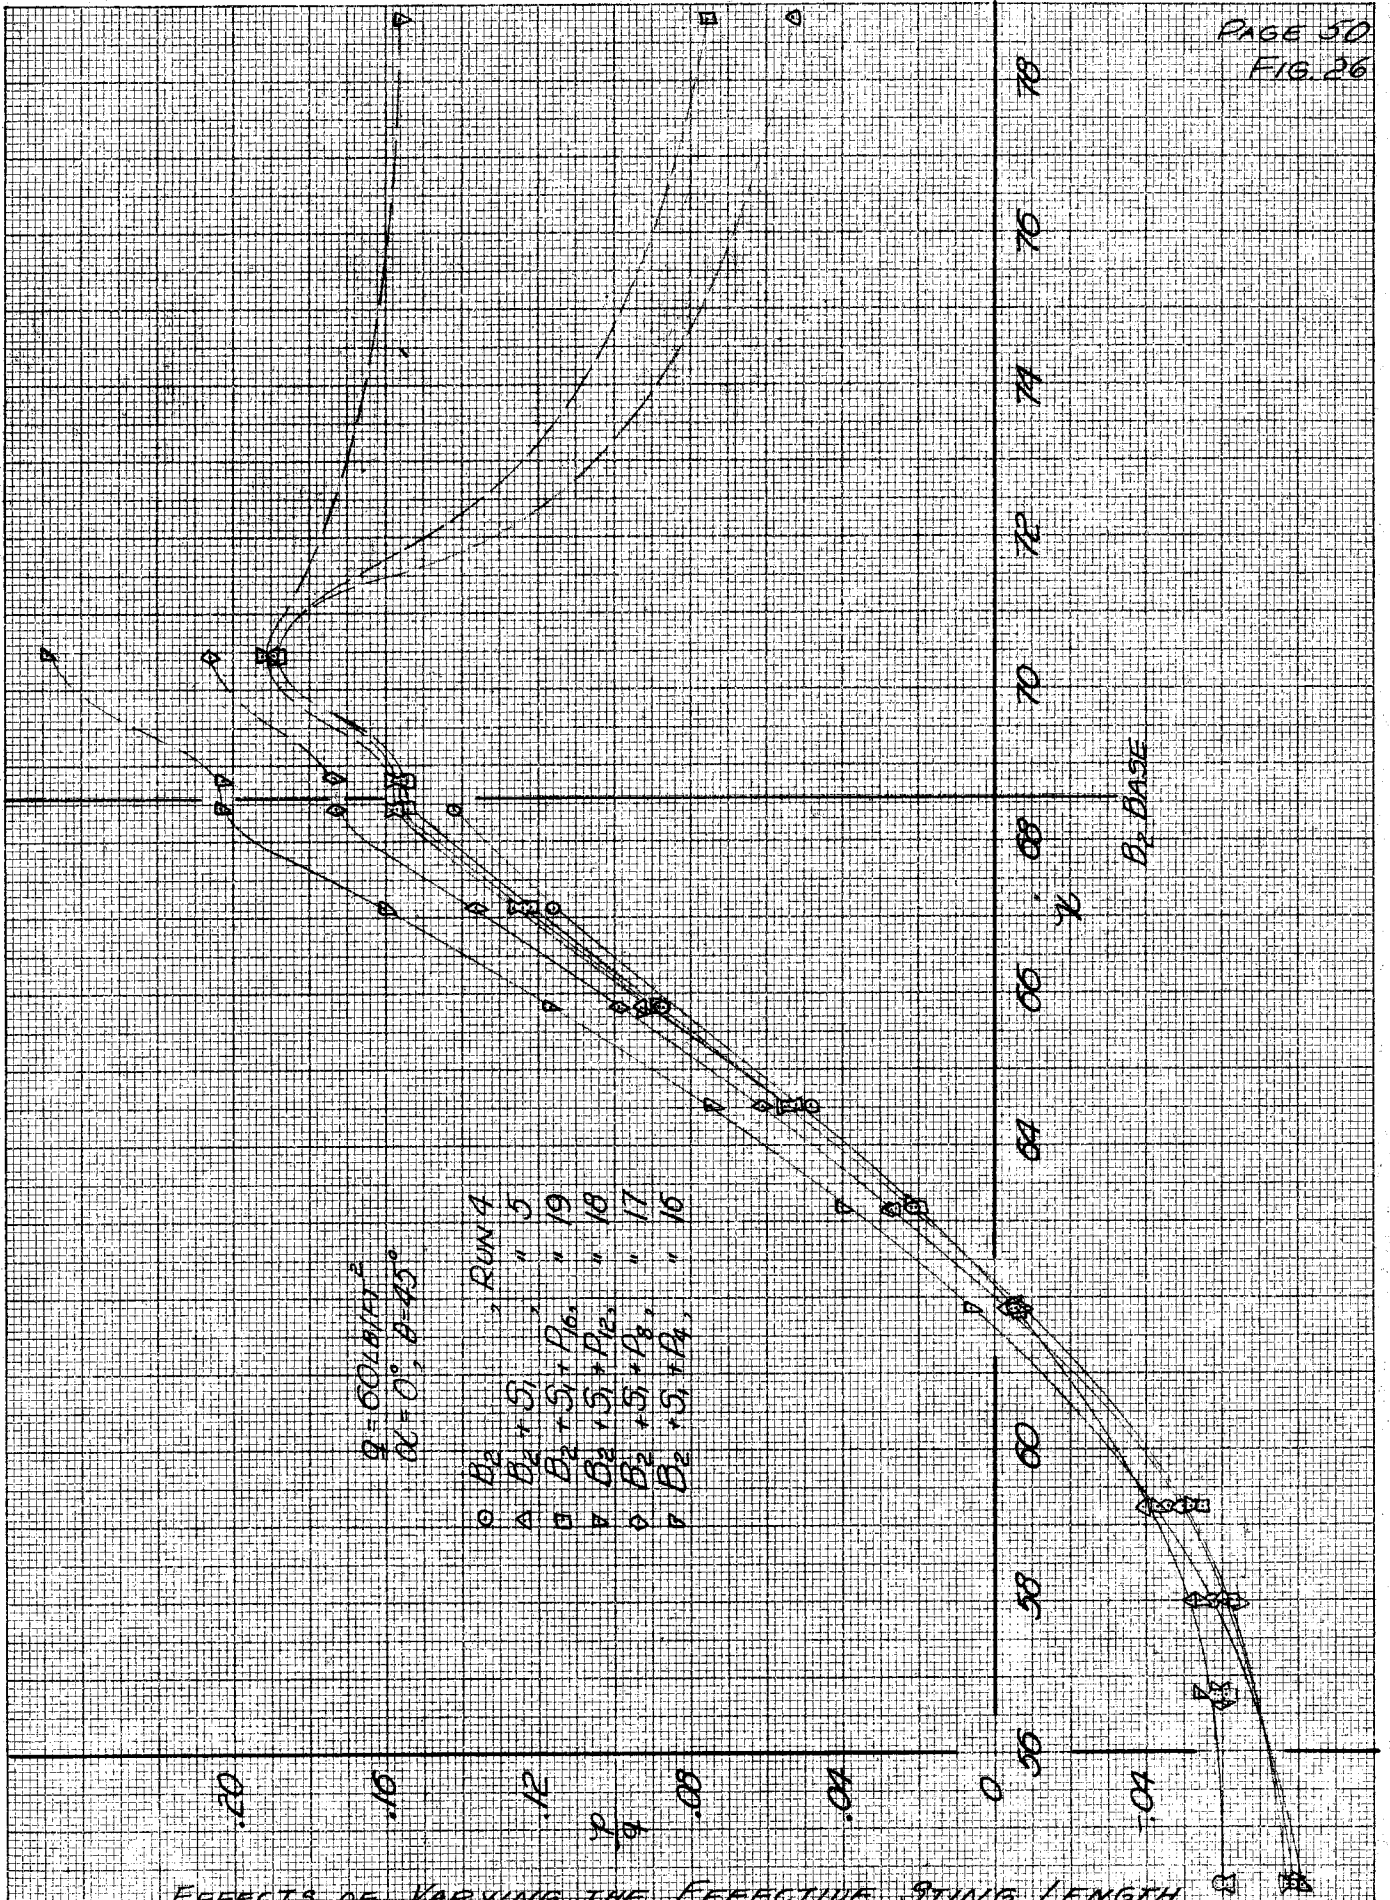 PAGE 50
FIG. 26
q = 60 LB/FT²
α = 0°, θ = 45°
○ B₂ , RUN 4
△ B₂ + S₁ , " 5
□ B₂ + S₁ + P₁₆, " 19
B₂ + S₁ + P₁₂, " 18
◇ B₂ + S₁ + P₈, " 17
B₂ + S₁ + P₄, " 16
.20
.16
.12
p/q
.08
.04
0
-.04
56
58
60
64
66
68
70
72
74
76
78
x
B₂ BASE
EFFECTS OF VARYING THE EFFECTIVE STING LENGTH